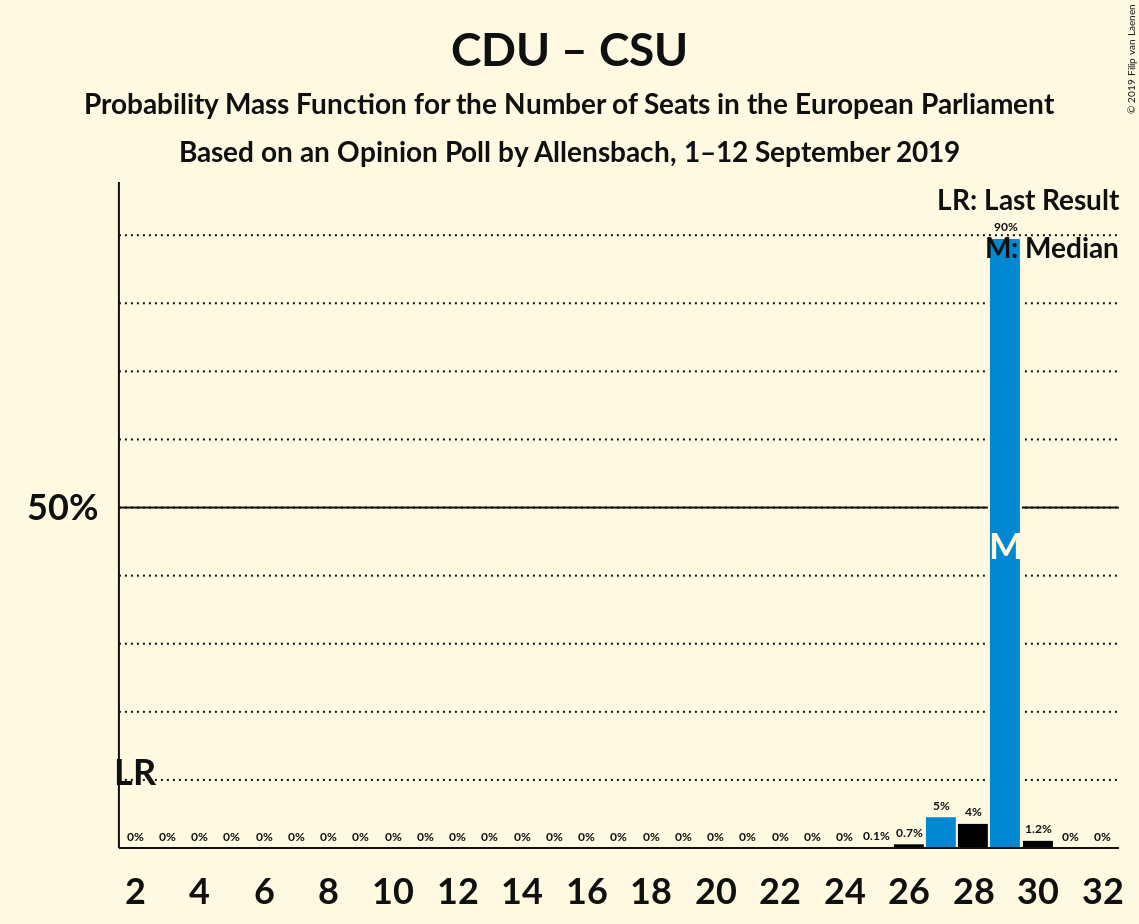 CDU – CSU
Probability Mass Function for the Number of Seats in the European Parliament
Based on an Opinion Poll by Allensbach, 1–12 September 2019
© 2019 Filip van Laenen
LR: Last Result
90%
M: Median
50%
M
LR
0% 0% 0% 0% 0% 0% 0% 0% 0% 0% 0% 0% 0% 0% 0% 0% 0% 0% 0% 0% 0% 0% 0% 0.1% 0.7% 5% 4% 1.2% 0% 0%
2 4 6 8 10 12 14 16 18 20 22 24 26 28 30 32